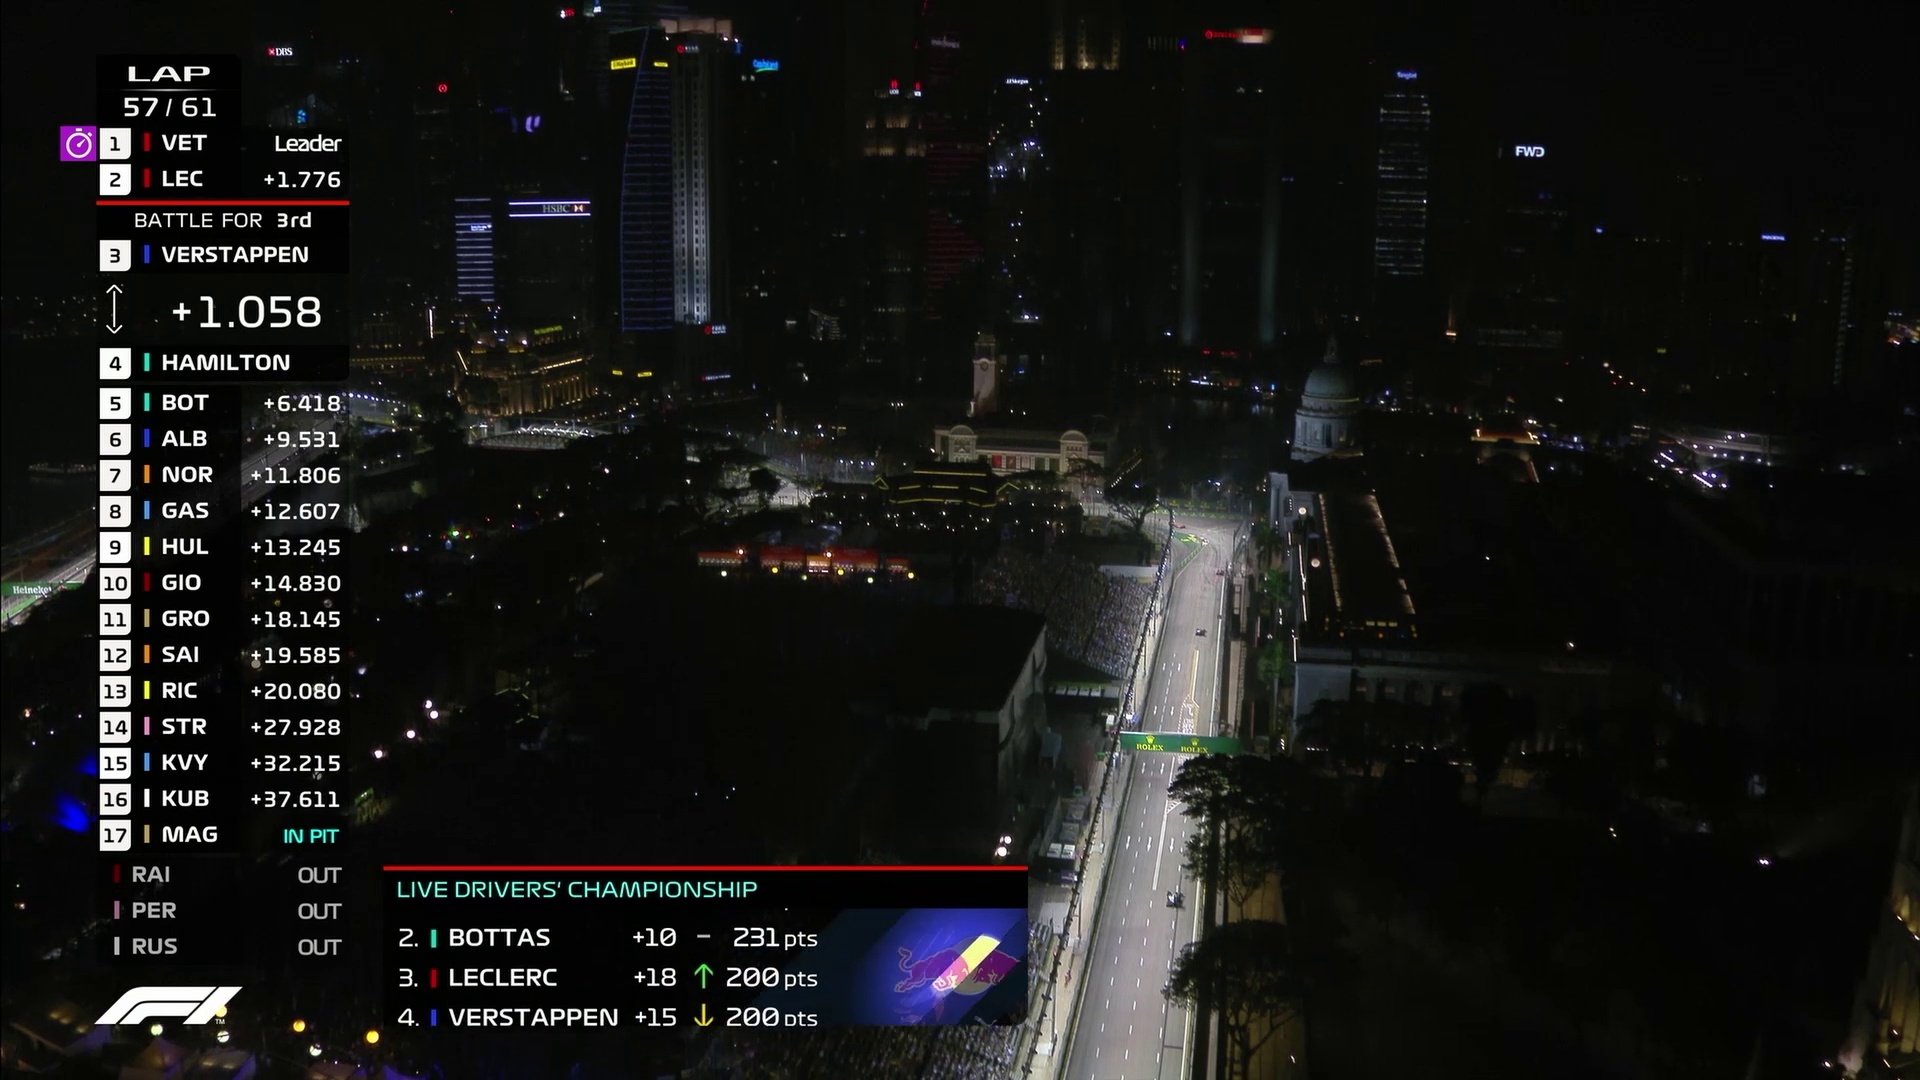 LAP
57 / 61
1 VET Leader
2 LEC +1.776
BATTLE FOR 3rd
3 VERSTAPPEN
+1.058
4 HAMILTON
5 BOT +6.418
6 ALB +9.531
7 NOR +11.806
8 GAS +12.607
9 HUL +13.245
10 GIO +14.830
11 GRO +18.145
12 SAI +19.585
13 RIC +20.080
14 STR +27.928
15 KVY +32.215
16 KUB +37.611
17 MAG IN PIT
RAI OUT
PER OUT
RUS OUT
F1
LIVE DRIVERS' CHAMPIONSHIP
2. BOTTAS +10 – 231 pts
3. LECLERC +18 ↑ 200 pts
4. VERSTAPPEN +15 ↓ 200 pts
DBS
HSBC
FWD
Heineken
ROLEX ROLEX